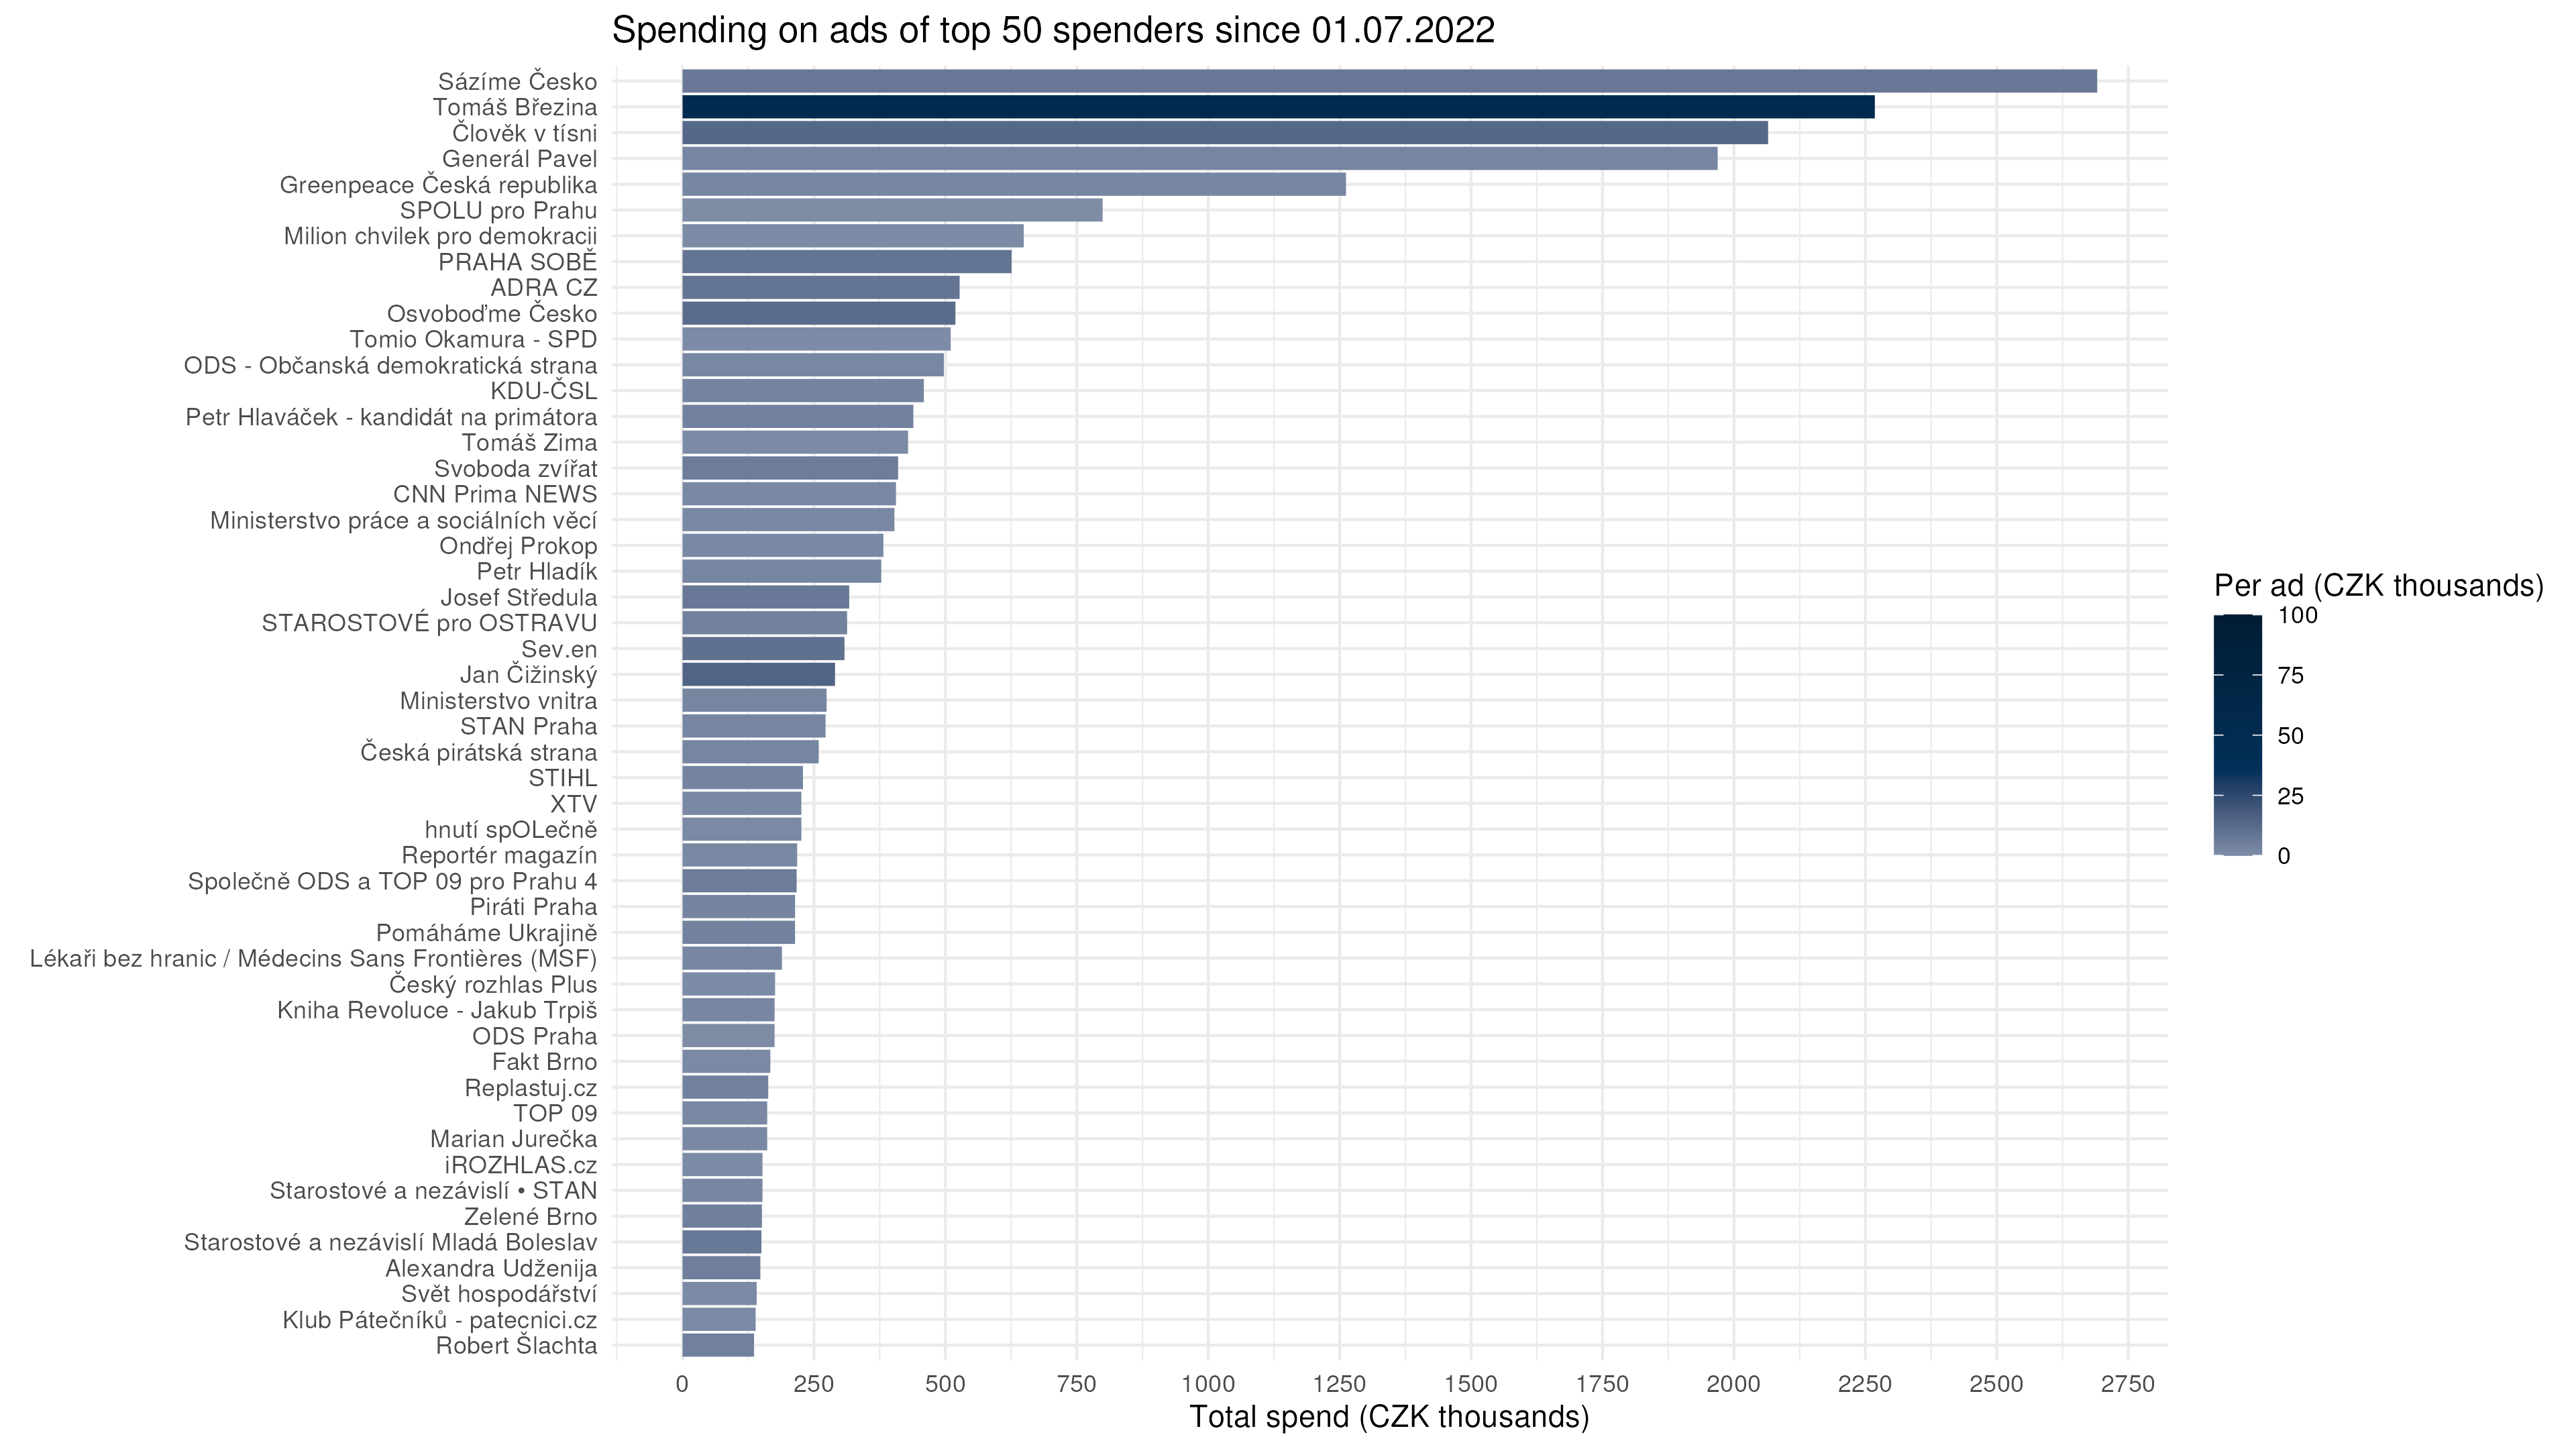 Spending on ads of top 50 spenders since 01.07.2022
Sázíme Česko
Tomáš Březina
Člověk v tísni
Generál Pavel
Greenpeace Česká republika
SPOLU pro Prahu
Milion chvilek pro demokracii
PRAHA SOBĚ
ADRA CZ
Osvoboďme Česko
Tomio Okamura - SPD
ODS - Občanská demokratická strana
KDU-ČSL
Petr Hlaváček - kandidát na primátora
Tomáš Zima
Svoboda zvířat
CNN Prima NEWS
Ministerstvo práce a sociálních věcí
Ondřej Prokop
Petr Hladík
Josef Středula
STAROSTOVÉ pro OSTRAVU
Sev.en
Jan Čižinský
Ministerstvo vnitra
STAN Praha
Česká pirátská strana
STIHL
XTV
hnutí spOLečně
Reportér magazín
Společně ODS a TOP 09 pro Prahu 4
Piráti Praha
Pomáháme Ukrajině
Lékaři bez hranic / Médecins Sans Frontières (MSF)
Český rozhlas Plus
Kniha Revoluce - Jakub Trpiš
ODS Praha
Fakt Brno
Replastuj.cz
TOP 09
Marian Jurečka
iROZHLAS.cz
Starostové a nezávislí • STAN
Zelené Brno
Starostové a nezávislí Mladá Boleslav
Alexandra Udženija
Svět hospodářství
Klub Pátečníků - patecnici.cz
Robert Šlachta
0 250 500 750 1000 1250 1500 1750 2000 2250 2500 2750
Total spend (CZK thousands)
Per ad (CZK thousands)
100
75
50
25
0